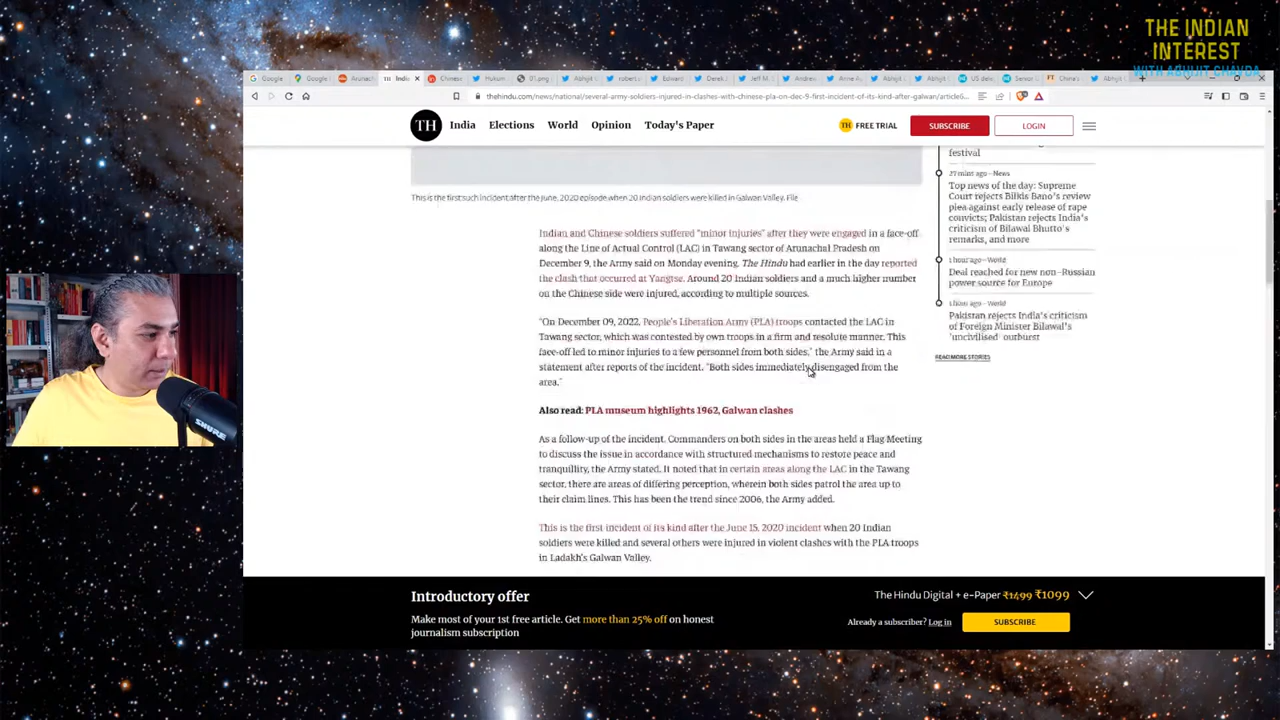 THE INDIAN
INTEREST
WITH ABHIJIT CHAVDA
Google
Google
Arunach
India
Chinese
Hukum
01.png
Abhijit
robert
Edward
Derek
Jeff M.
Andrew
Arne A
Abhijit
Abhijit
US de
Senior
China's
Abhijit
thehindu.com/news/national/several-army-soldiers-injured-in-clashes-with-chinese-pla-on-dec-9-first-incident-of-its-kind-after-galwan/article6...
TH
India
Elections
World
Opinion
Today's Paper
TH FREE TRIAL
SUBSCRIBE
LOGIN
This is the first such incident after the June, 2020 episode when 20 Indian soldiers were killed in Galwan Valley. File
Indian and Chinese soldiers suffered "minor injuries" after they were engaged in a face-off
along the Line of Actual Control (LAC) in Tawang sector of Arunachal Pradesh on
December 9, the Army said on Monday evening. The Hindu had earlier in the day reported
the clash that occurred at Yangtse. Around 20 Indian soldiers and a much higher number
on the Chinese side were injured, according to multiple sources.
"On December 09, 2022, People's Liberation Army (PLA) troops contacted the LAC in
Tawang sector, which was contested by own troops in a firm and resolute manner. This
face-off led to minor injuries to a few personnel from both sides," the Army said in a
statement after reports of the incident. "Both sides immediately disengaged from the
area."
Also read: PLA museum highlights 1962, Galwan clashes
As a follow-up of the incident, Commanders on both sides in the areas held a Flag Meeting
to discuss the issue in accordance with structured mechanisms to restore peace and
tranquillity, the Army stated. It noted that in certain areas along the LAC in the Tawang
sector, there are areas of differing perception, wherein both sides patrol the area up to
their claim lines. This has been the trend since 2006, the Army added.
This is the first incident of its kind after the June 15, 2020 incident when 20 Indian
soldiers were killed and several others were injured in violent clashes with the PLA troops
in Ladakh's Galwan Valley.
festival
27 mins ago - News
Top news of the day: Supreme
Court rejects Bilkis Bano's review
plea against early release of rape
convicts; Pakistan rejects India's
criticism of Bilawal Bhutto's
remarks, and more
1 hour ago - World
Deal reached for new non-Russian
power source for Europe
1 hour ago - World
Pakistan rejects India's criticism
of Foreign Minister Bilawal's
'uncivilised' outburst
READ MORE STORIES
Introductory offer
Make most of your 1st free article. Get more than 25% off on honest
journalism subscription
The Hindu Digital + e-Paper ₹1499 ₹1099
Already a subscriber? Log in
SUBSCRIBE
SHURE